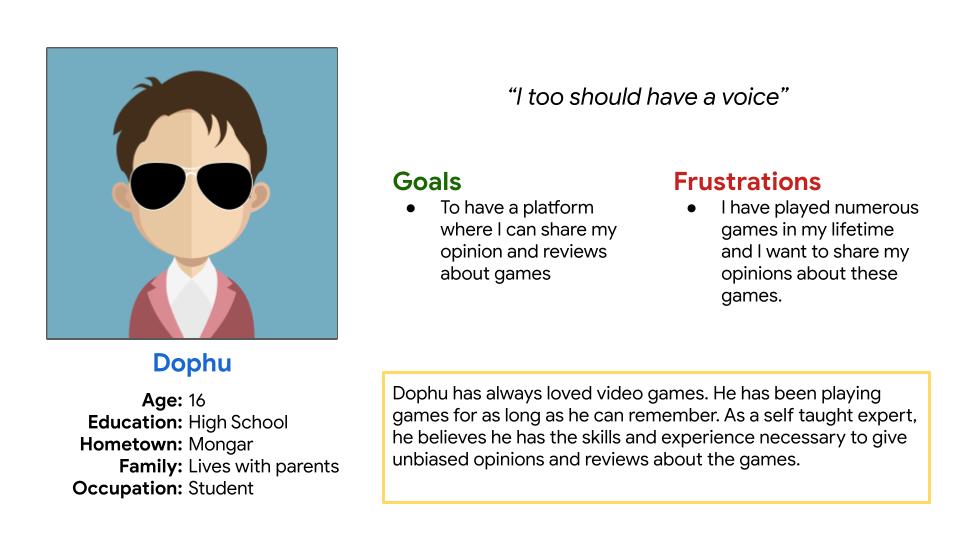 “I too should have a voice”
Goals
● To have a platform
where I can share my
opinion and reviews
about games
Frustrations
● I have played numerous
games in my lifetime
and I want to share my
opinions about these
games.
Dophu
Age: 16
Education: High School
Hometown: Mongar
Family: Lives with parents
Occupation: Student
Dophu has always loved video games. He has been playing
games for as long as he can remember. As a self taught expert,
he believes he has the skills and experience necessary to give
unbiased opinions and reviews about the games.